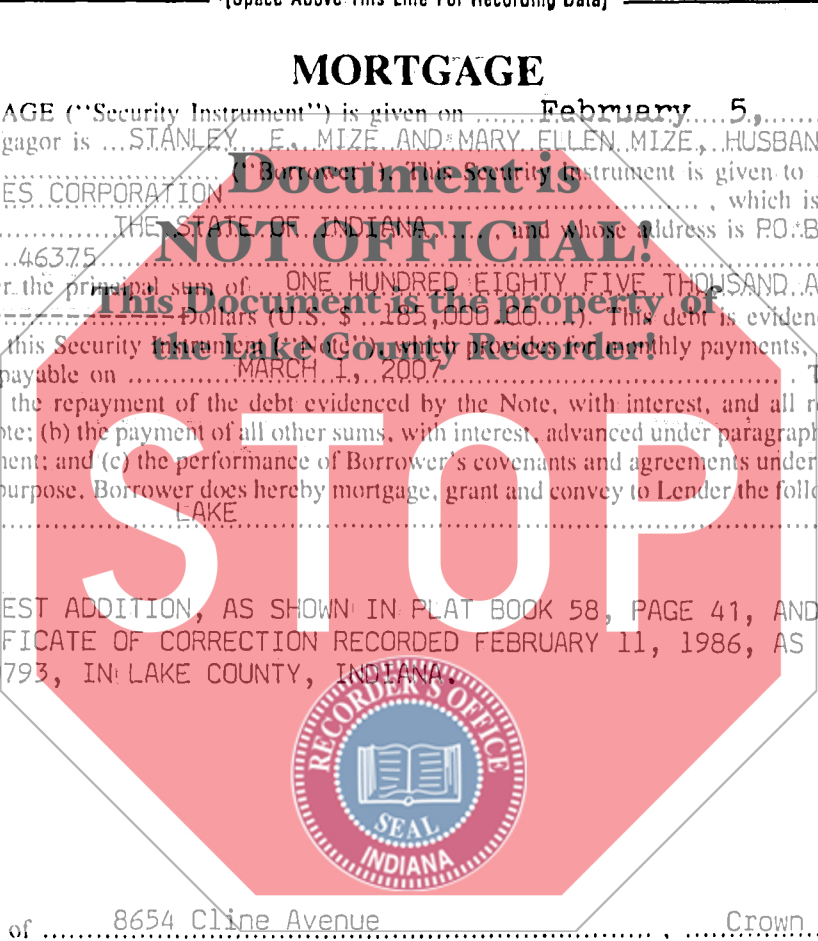 [Space Above This Line For Recording Data]
MORTGAGE
AGE ("Security Instrument") is given on ........ February 5, ........
gagor is ... STANLEY E. MIZE AND MARY ELLEN MIZE, HUSBAN
("Borrower"). This Security Instrument is given to
Document is
ES CORPORATION ........, which is
THE STATE OF INDIANA, and whose address is P.O. B
NOT OFFICIAL!
46375
the principal sum of ... ONE HUNDRED EIGHTY FIVE THOUSAND A
This Document is the property of
Dollars (U.S. $ ..185,000.00....). This debt is eviden
this Security Instrument ("Note"), which provides for monthly payments,
the Lake County Recorder!
payable on ........ MARCH 1, 2007 ........ . T
the repayment of the debt evidenced by the Note, with interest, and all r
te; (b) the payment of all other sums, with interest, advanced under paragraph
ent; and (c) the performance of Borrower's covenants and agreements under
purpose, Borrower does hereby mortgage, grant and convey to Lender the foll
LAKE
STOP
EST ADDITION, AS SHOWN IN PLAT BOOK 58, PAGE 41, AND
FICATE OF CORRECTION RECORDED FEBRUARY 11, 1986, AS
793, IN LAKE COUNTY, INDIANA.
RECORDER'S OFFICE
SEAL
INDIANA
of ........ 8654 Cline Avenue ........, ..... Crown